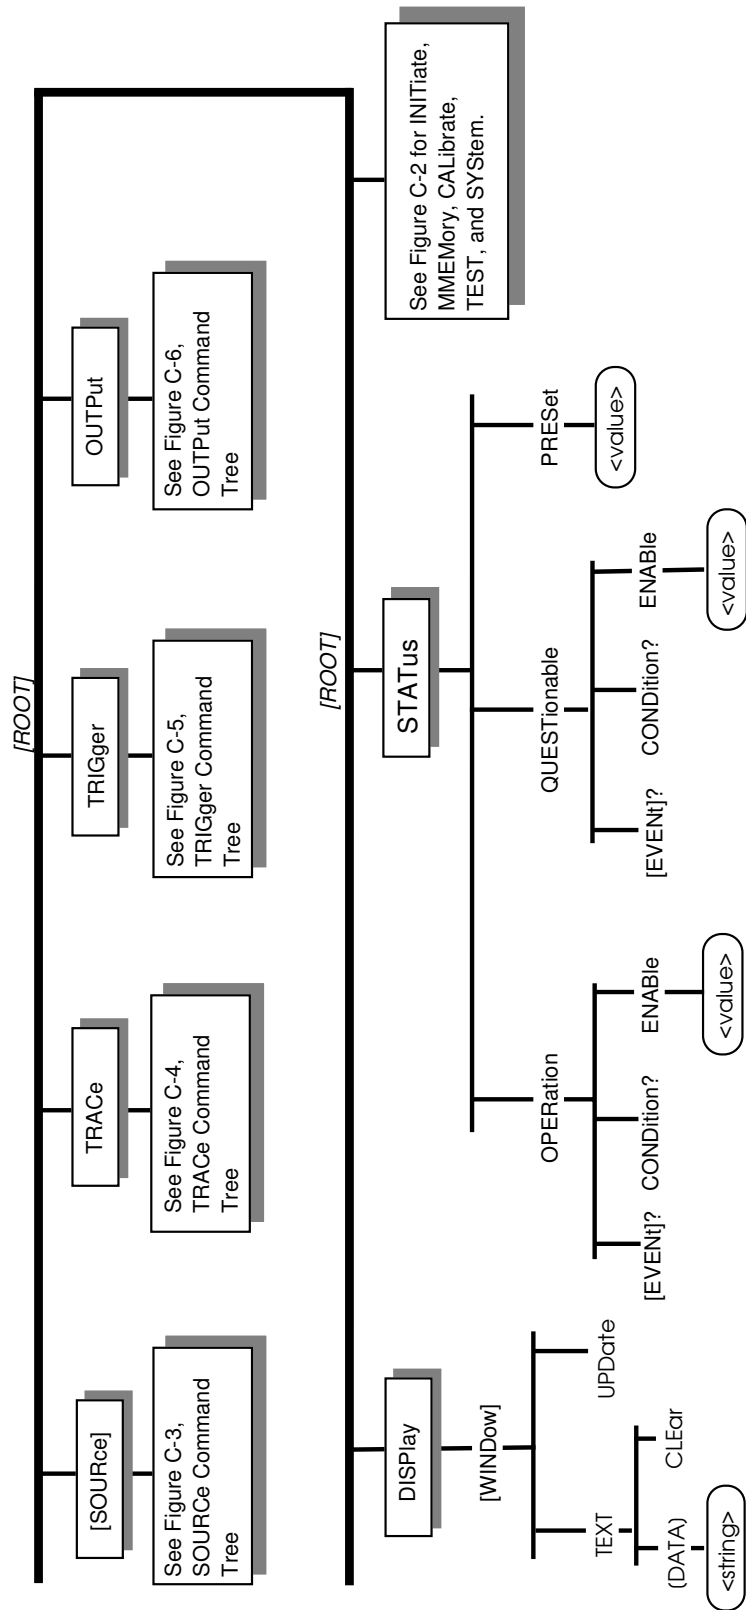 [ROOT]
[SOURce]
TRACe
TRIGger
OUTPut
See Figure C-3,
SOURCe Command
Tree
See Figure C-4,
TRACe Command
Tree
See Figure C-5,
TRIGger Command
Tree
See Figure C-6,
OUTPut Command
Tree
[ROOT]
DISPlay
STATus
See Figure C-2 for INITiate,
MMEMory, CALibrate,
TEST, and SYStem.
[WINDow]
TEXT
UPDate
(DATA)
CLEar
<string>
OPERation
QUESTionable
PRESet
<value>
[EVENt]?
CONDition?
ENABle
<value>
[EVENt]?
CONDition?
ENABle
<value>